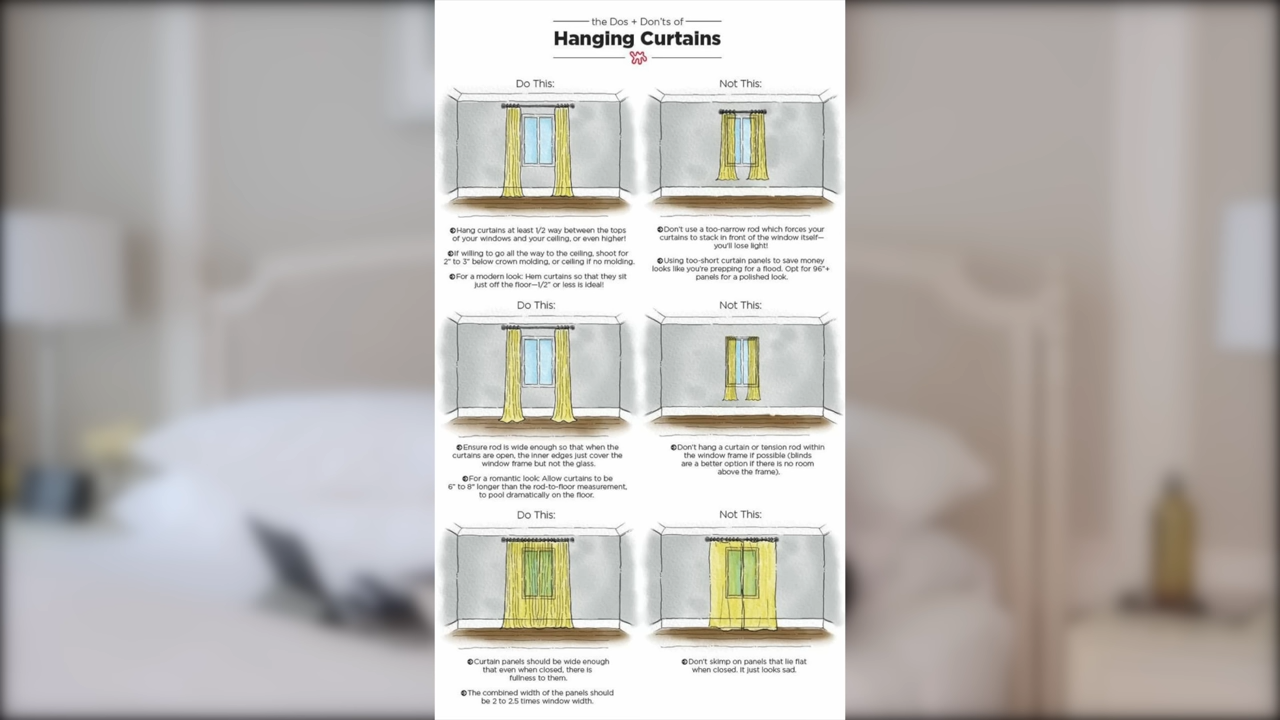 the Dos + Don'ts of
Hanging Curtains
Do This:
Not This:
Hang curtains at least 1/2 way between the tops
of your windows and your ceiling, or even higher!
If willing to go all the way to the ceiling, shoot for
2" to 3" below crown molding, or ceiling if no molding.
For a modern look: Hem curtains so that they sit
just off the floor—1/2" or less is ideal!
Don't use a too-narrow rod which forces your
curtains to stack in front of the window itself—
you'll lose light!
Using too-short curtain panels to save money
looks like you're prepping for a flood. Opt for 96"+
panels for a polished look.
Do This:
Not This:
Ensure rod is wide enough so that when the
curtains are open, the inner edges just cover the
window frame but not the glass.
For a romantic look: Allow curtains to be
6" to 8" longer than the rod-to-floor measurement,
to pool dramatically on the floor.
Don't hang a curtain or tension rod within
the window frame if possible (blinds
are a better option if there is no room
above the frame).
Do This:
Not This:
Curtain panels should be wide enough
that even when closed, there is
fullness to them.
The combined width of the panels should
be 2 to 2.5 times window width.
Don't skimp on panels that lie flat
when closed. It just looks sad.